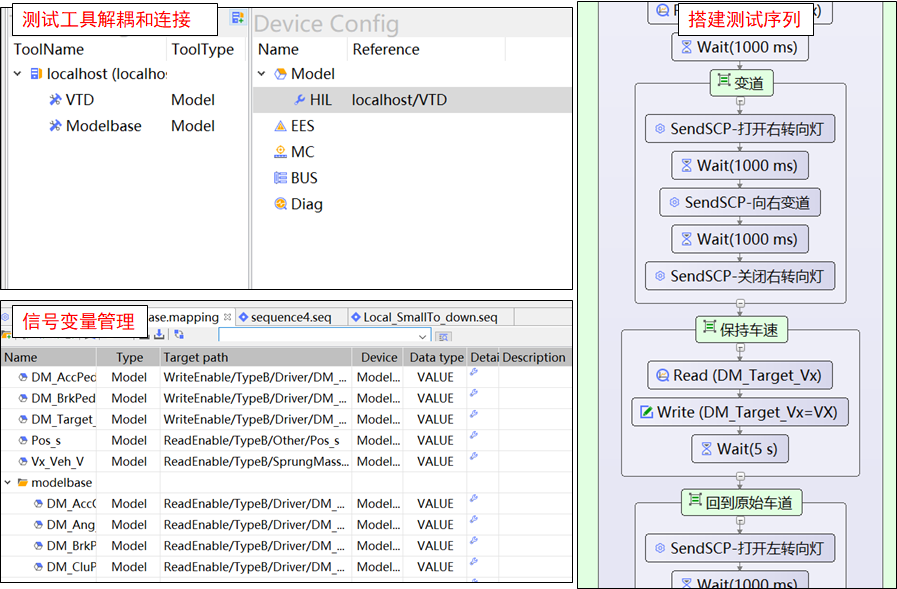 测试工具解耦和连接
ToolName ToolType
localhost (localho
VTD Model
Modelbase Model
Device Config
Name Reference
Model
HIL localhost/VTD
EES
MC
BUS
Diag
信号变量管理
ase.mapping sequence4.seq Local_SmallTo_down.seq
Name Type Target path Device Data type Detai Description
DM_AccPed Model WriteEnable/TypeB/Driver/DM_... Model... VALUE
DM_BrkPed Model WriteEnable/TypeB/Driver/DM_... Model... VALUE
DM_Target_ Model WriteEnable/TypeB/Driver/DM_... Model... VALUE
Pos_s Model ReadEnable/TypeB/Other/Pos_s Model... VALUE
Vx_Veh_V Model ReadEnable/TypeB/SprungMass... Model... VALUE
modelbase
DM_Acc Model ReadEnable/TypeB/Driver/DM_... Model... VALUE
DM_Ang Model ReadEnable/TypeB/Driver/DM_... Model... VALUE
DM_BrkP Model ReadEnable/TypeB/Driver/DM_... Model... VALUE
DM_CluP Model ReadEnable/TypeB/Driver/DM_... Model... VALUE
搭建测试序列
Wait(1000 ms)
变道
SendSCP-打开右转向灯
Wait(1000 ms)
SendSCP-向右变道
Wait(1000 ms)
SendSCP-关闭右转向灯
保持车速
Read (DM_Target_Vx)
Write (DM_Target_Vx=VX)
Wait(5 s)
回到原始车道
SendSCP-打开左转向灯
Wait(1000 ms)